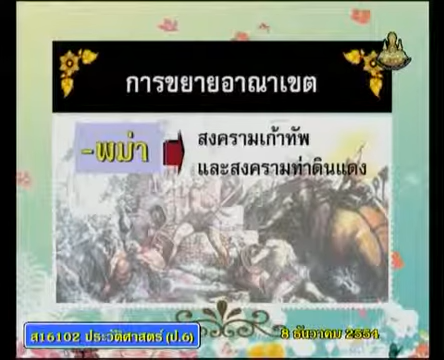 การขยายอาณาเขต
-พม่า
สงครามเก้าทัพ
และสงครามท่าดินแดง
ส16102 ประวัติศาสตร์ (ป.6)
8 ธันวาคม 2554